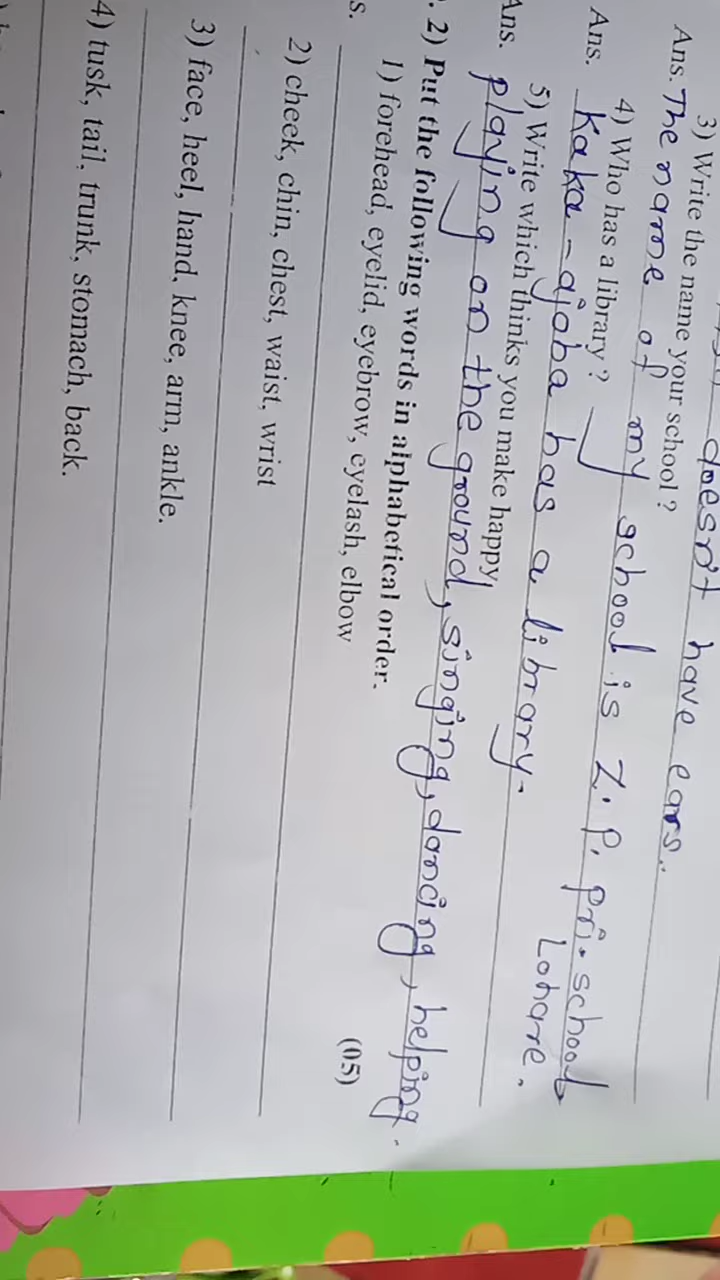 doesn't have ears.
3) Write the name your school ?
Ans. The name of my school is Z. P. Pri. school
Lohare.
4) Who has a library ?
Ans. Kaka - ajoba has a library.
5) Write which thinks you make happy,
Ans. playing on the ground, singing, dancing, helping.
. 2) Put the following words in alphabetical order. (05)
1) forehead, eyelid, eyebrow, eyelash, elbow
s.
2) cheek, chin, chest, waist, wrist
3) face, heel, hand, knee, arm, ankle.
4) tusk, tail, trunk, stomach, back.